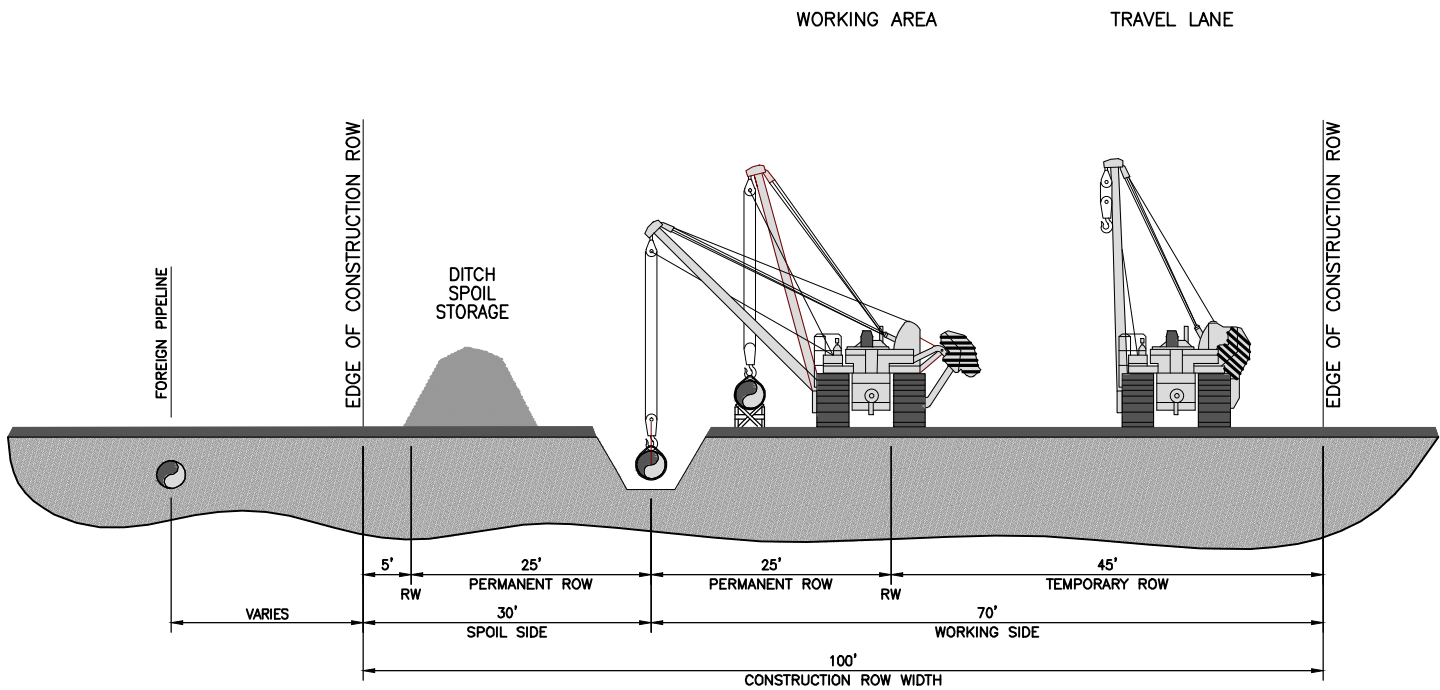 WORKING AREA
TRAVEL LANE
FOREIGN PIPELINE
EDGE OF CONSTRUCTION ROW
DITCH
SPOIL
STORAGE
EDGE OF CONSTRUCTION ROW
5'
25'
25'
45'
PERMANENT ROW
PERMANENT ROW
TEMPORARY ROW
RW
RW
VARIES
30'
70'
SPOIL SIDE
WORKING SIDE
100'
CONSTRUCTION ROW WIDTH